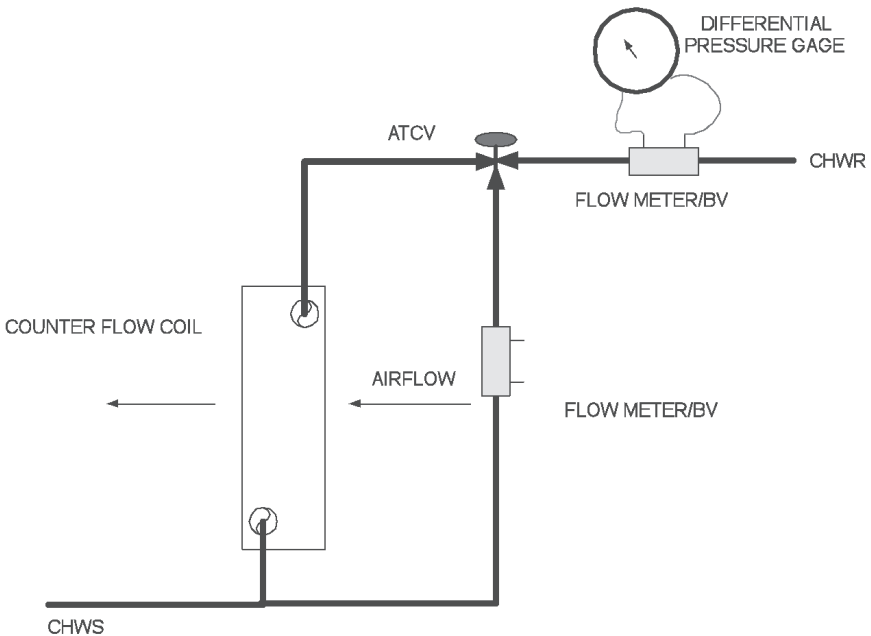 DIFFERENTIAL
PRESSURE GAGE
ATCV
CHWR
FLOW METER/BV
COUNTER FLOW COIL
AIRFLOW
FLOW METER/BV
CHWS